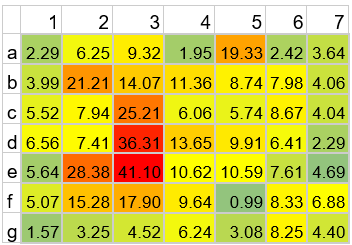 1 2 3 4 5 6 7
a 2.29 6.25 9.32 1.95 19.33 2.42 3.64
b 3.99 21.21 14.07 11.36 8.74 7.98 4.06
c 5.52 7.94 25.21 6.06 5.74 8.67 4.04
d 6.56 7.41 36.31 13.65 9.91 6.41 2.29
e 5.64 28.38 41.10 10.62 10.59 7.61 4.69
f 5.07 15.28 17.90 9.64 0.99 8.33 6.88
g 1.57 3.25 4.52 6.24 3.08 8.25 4.40